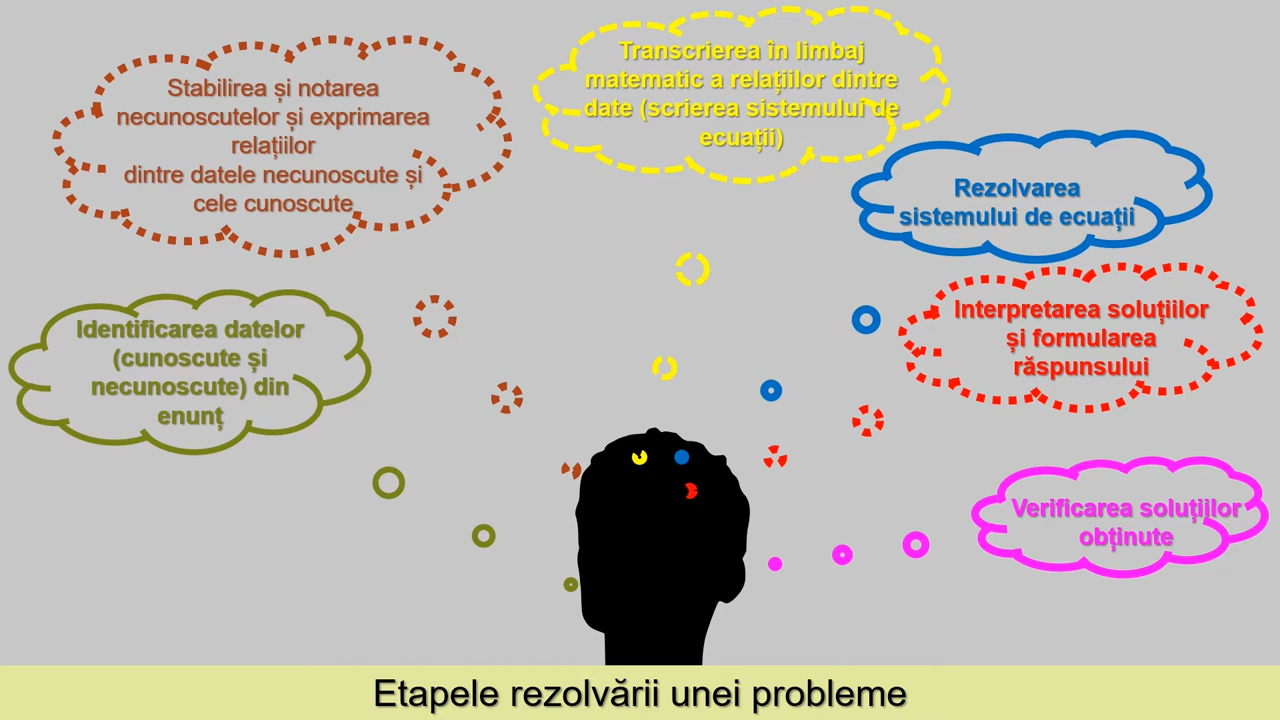 Identificarea datelor
(cunoscute și
necunoscute) din
enunț
Stabilirea și notarea
necunoscutelor și exprimarea
relațiilor
dintre datele necunoscute și
cele cunoscute
Transcrierea în limbaj
matematic a relațiilor dintre
date (scrierea sistemului de
ecuații)
Rezolvarea
sistemului de ecuații
Interpretarea soluțiilor
și formularea
răspunsului
Verificarea soluțiilor
obținute
Etapele rezolvării unei probleme